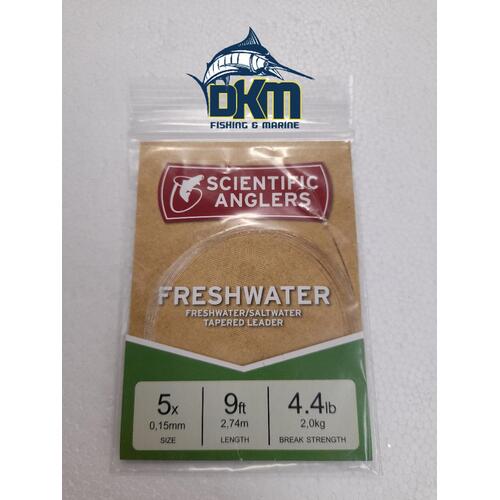 DKM
FISHING & MARINE
SCIENTIFIC
ANGLERS
FRESHWATER
FRESHWATER/SALTWATER
TAPERED LEADER
5x 9ft 4.4lb
0,15mm 2,74m 2,0kg
SIZE LENGTH BREAK STRENGTH